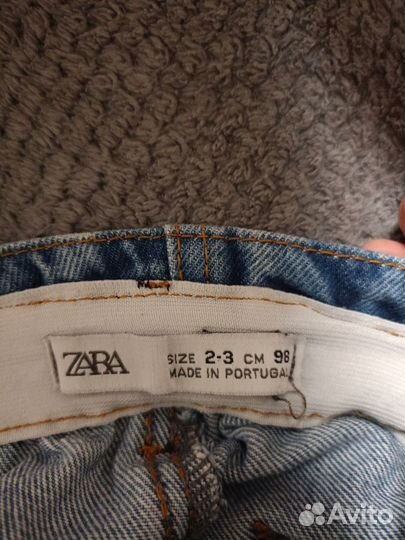 ZARA
SIZE 2-3 CM 98
MADE IN PORTUGAL
Avito